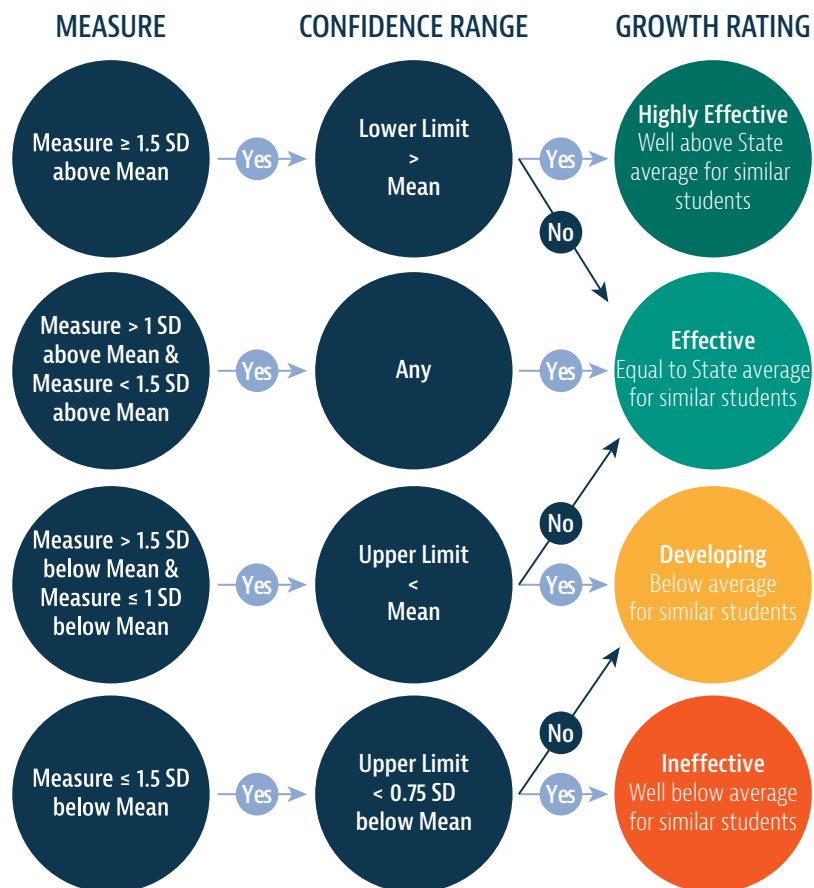 MEASURE
CONFIDENCE RANGE
GROWTH RATING
Measure ≥ 1.5 SD
above Mean
Yes
Lower Limit
>
Mean
Yes
No
Highly Effective
Well above State
average for similar
students
Measure > 1 SD
above Mean &
Measure < 1.5 SD
above Mean
Yes
Any
Yes
Effective
Equal to State average
for similar students
Measure > 1.5 SD
below Mean &
Measure ≤ 1 SD
below Mean
Yes
Upper Limit
<
Mean
No
Yes
Developing
Below average
for similar students
Measure ≤ 1.5 SD
below Mean
Yes
Upper Limit
< 0.75 SD
below Mean
No
Yes
Ineffective
Well below average
for similar students